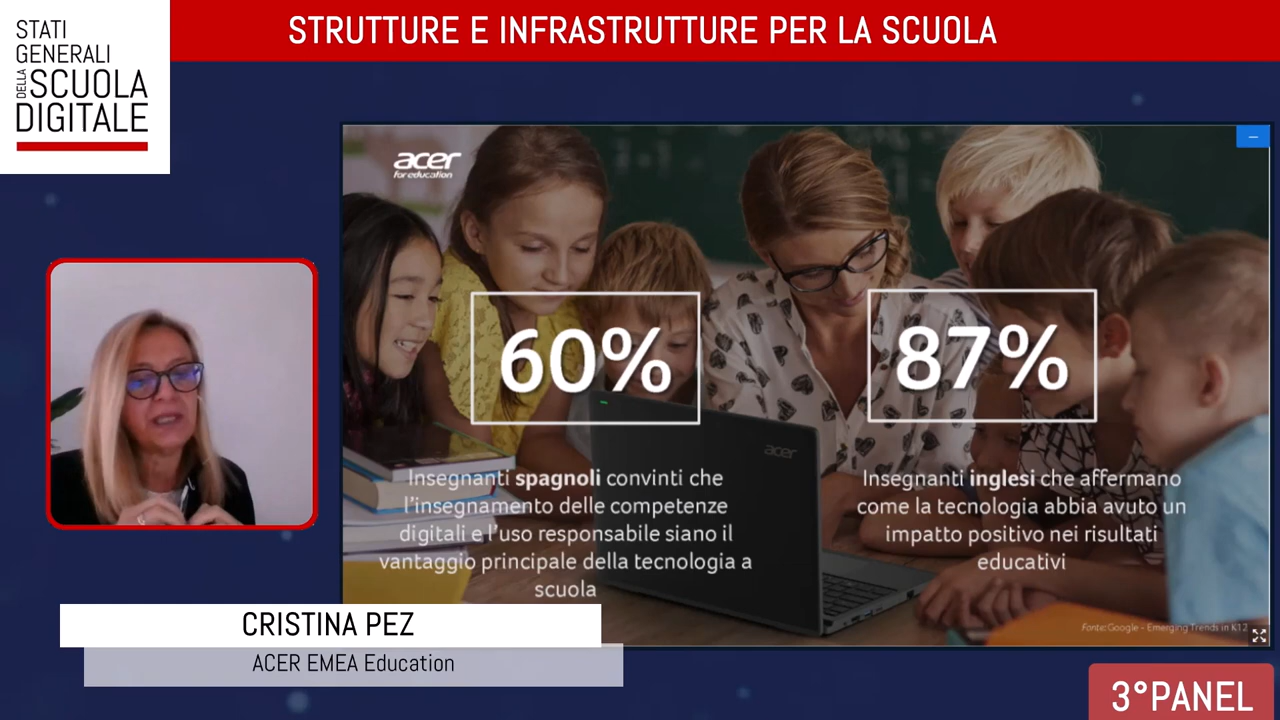 STATI
GENERALI
DELLA SCUOLA
DIGITALE
STRUTTURE E INFRASTRUTTURE PER LA SCUOLA
acer
for education
60%
87%
acer
Insegnanti spagnoli convinti che
l'insegnamento delle competenze
digitali e l'uso responsabile siano il
vantaggio principale della tecnologia a
scuola
Insegnanti inglesi che affermano
come la tecnologia abbia avuto un
impatto positivo nei risultati
educativi
Fonte: Google - Emerging Trends in K12
CRISTINA PEZ
ACER EMEA Education
3°PANEL